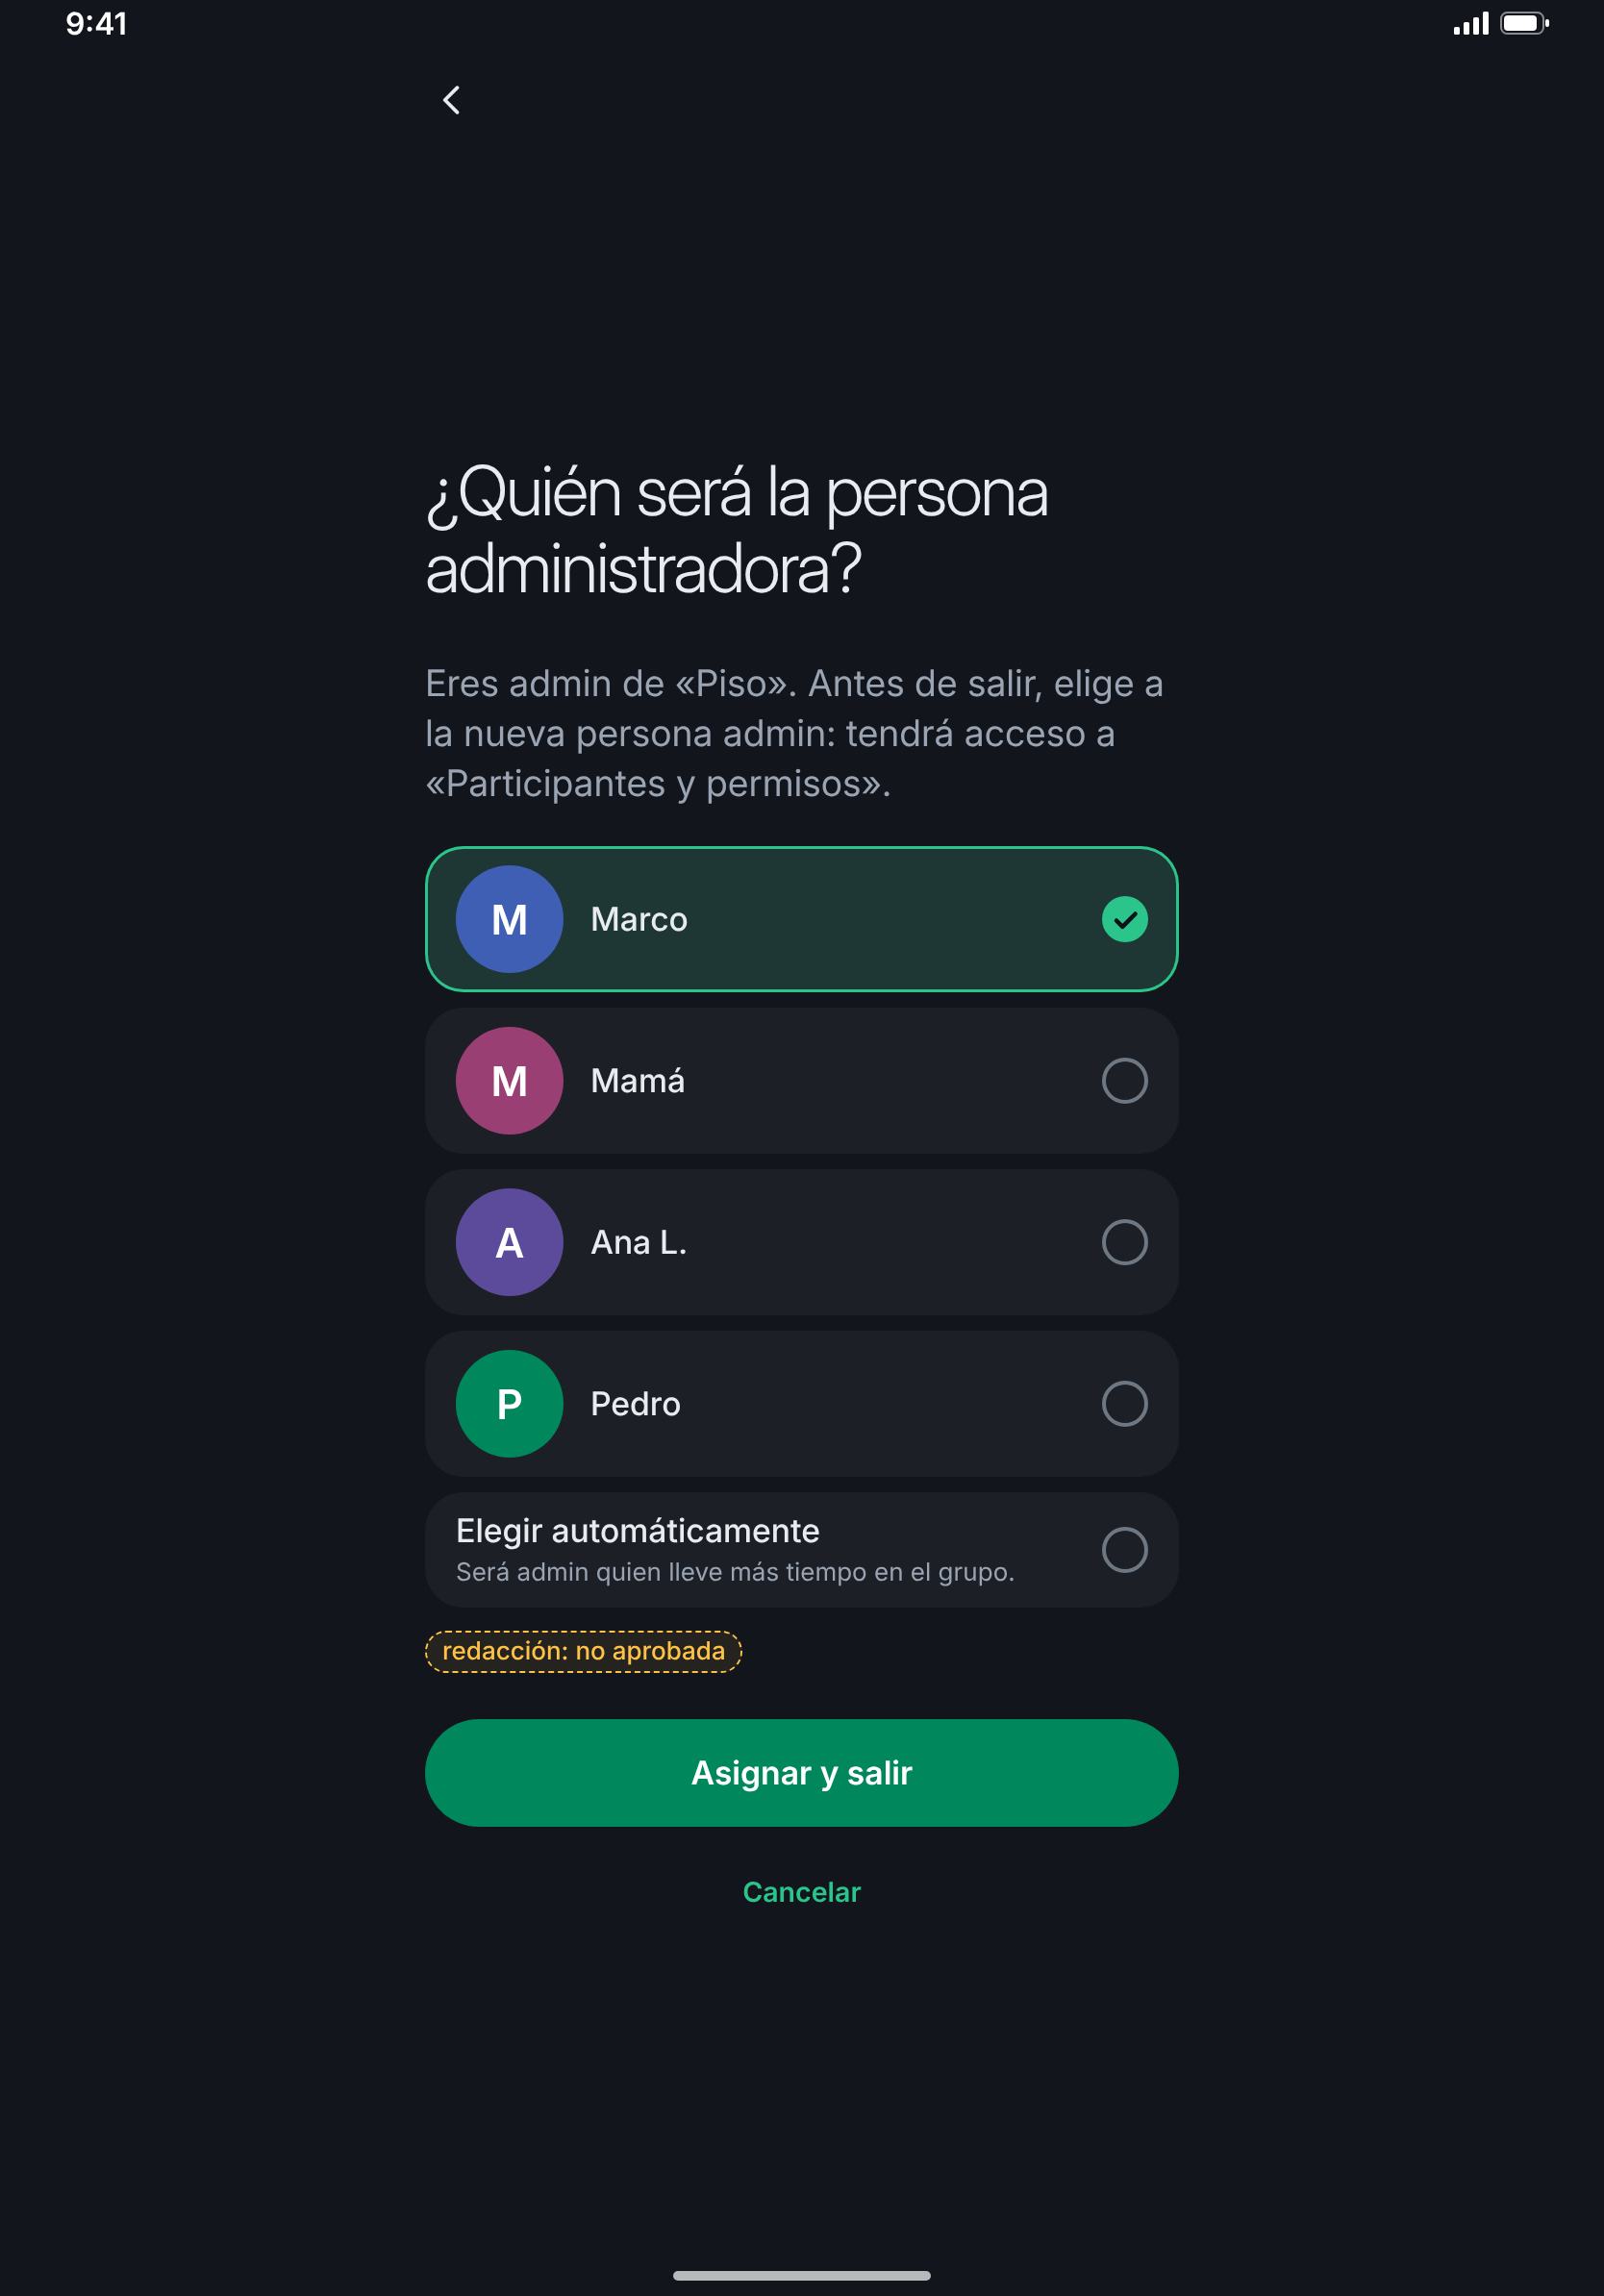 9:41
¿Quién será la persona
administradora?
Eres admin de «Piso». Antes de salir, elige a
la nueva persona admin: tendrá acceso a
«Participantes y permisos».
M Marco
M Mamá
A Ana L.
P Pedro
Elegir automáticamente
Será admin quien lleve más tiempo en el grupo.
redacción: no aprobada
Asignar y salir
Cancelar